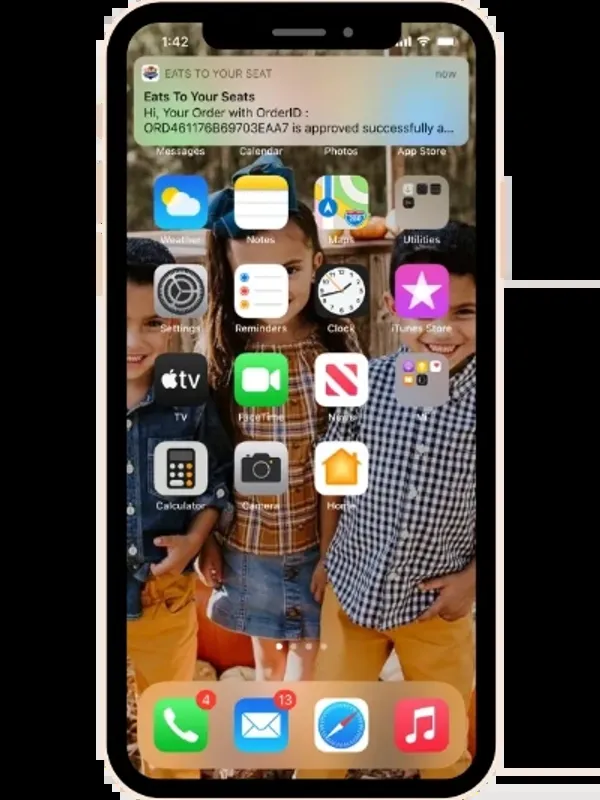 1:42
EATS TO YOUR SEAT
now
Eats To Your Seats
Hi, Your Order with OrderID :
ORD461176B69703EAA7 is approved successfully a...
Messages Calendar Photos App Store
Weather Notes Maps Utilities
Settings Reminders Clock iTunes Store
tv
TV FaceTime News
Calculator Camera Home
4 13